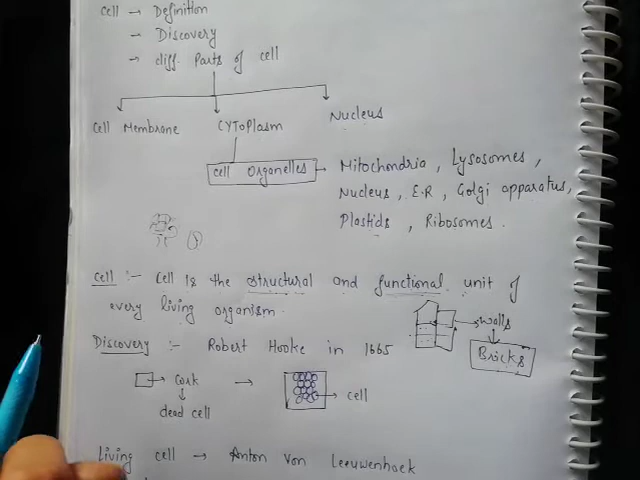 Cell → Definition
- Discovery
→ diff. Parts of cell
Cell Membrane CYToplasm Nucleus
Cell Organelles → Mitochondria, Lysosomes,
Nucleus, E.R, Golgi apparatus,
Plastids, Ribosomes.
Cell :- Cell is the structural and functional unit of
every living organism.
→ walls
Discovery :- Robert Hooke in 1665
Bricks
→ Cork → → cell
dead cell
Living cell → Anton Von Leeuwenhoek